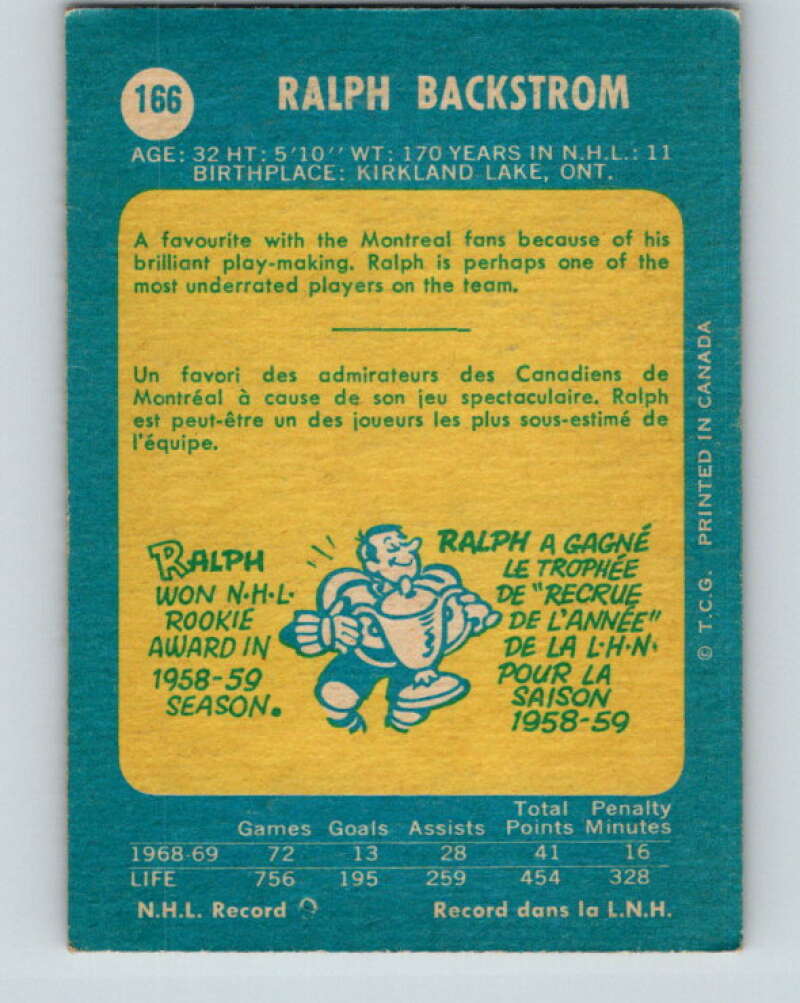 166
RALPH BACKSTROM
AGE: 32 HT: 5'10'' WT: 170 YEARS IN N.H.L.: 11
BIRTHPLACE: KIRKLAND LAKE, ONT.
A favourite with the Montreal fans because of his
brilliant play-making. Ralph is perhaps one of the
most underrated players on the team.
Un favori des admirateurs des Canadiens de
Montréal à cause de son jeu spectaculaire. Ralph
est peut-être un des joueurs les plus sous-estimé de
l'équipe.
RALPH
WON N·H·L·
ROOKIE
AWARD IN
1958-59
SEASON.
RALPH A GAGNÉ
LE TROPHÉE
DE "RECRUE
DE L'ANNÉE"
DE LA L·H·N·
POUR LA
SAISON
1958-59
© T.C.G. PRINTED IN CANADA
Total Penalty
Games Goals Assists Points Minutes
1968-69 72 13 28 41 16
LIFE 756 195 259 454 328
N.H.L. Record Record dans la L.N.H.